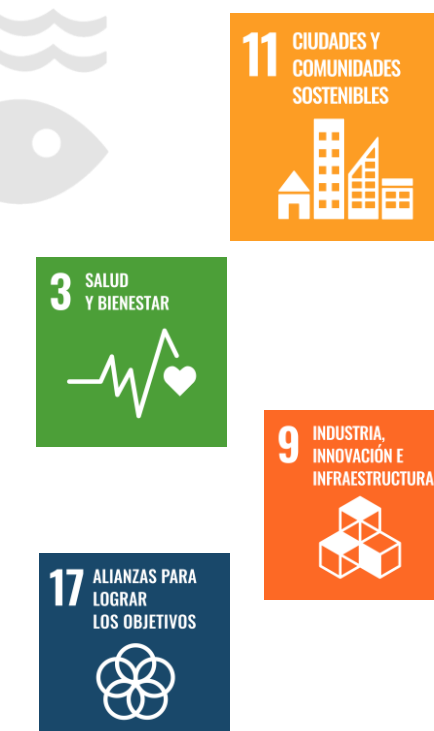 11
CIUDADES Y
COMUNIDADES
SOSTENIBLES
3
SALUD
Y BIENESTAR
9
INDUSTRIA,
INNOVACIÓN E
INFRAESTRUCTURA
17
ALIANZAS PARA
LOGRAR
LOS OBJETIVOS